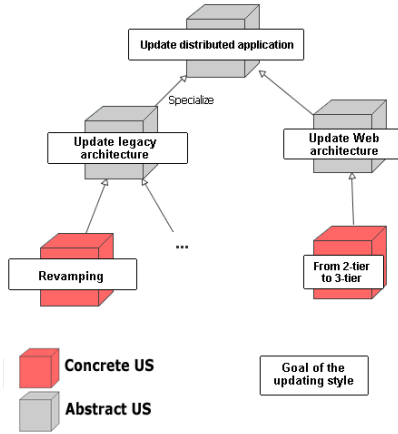 Update distributed application
Specialize
Update legacy
architecture
Update Web
architecture
...
Revamping
From 2-tier
to 3-tier
Concrete US
Goal of the
updating style
Abstract US